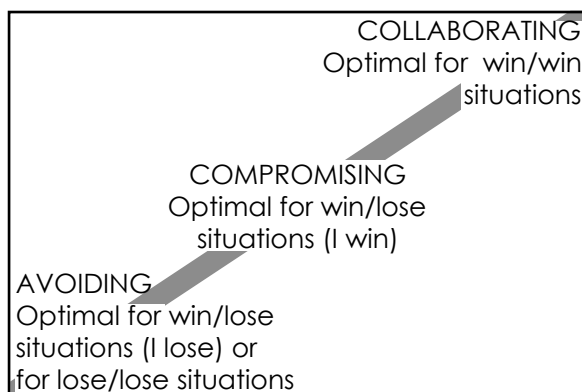 COLLABORATING
Optimal for  win/win
situations
COMPROMISING
Optimal for win/lose
situations (I win)
AVOIDING
Optimal for win/lose
situations (I lose) or
for lose/lose situations